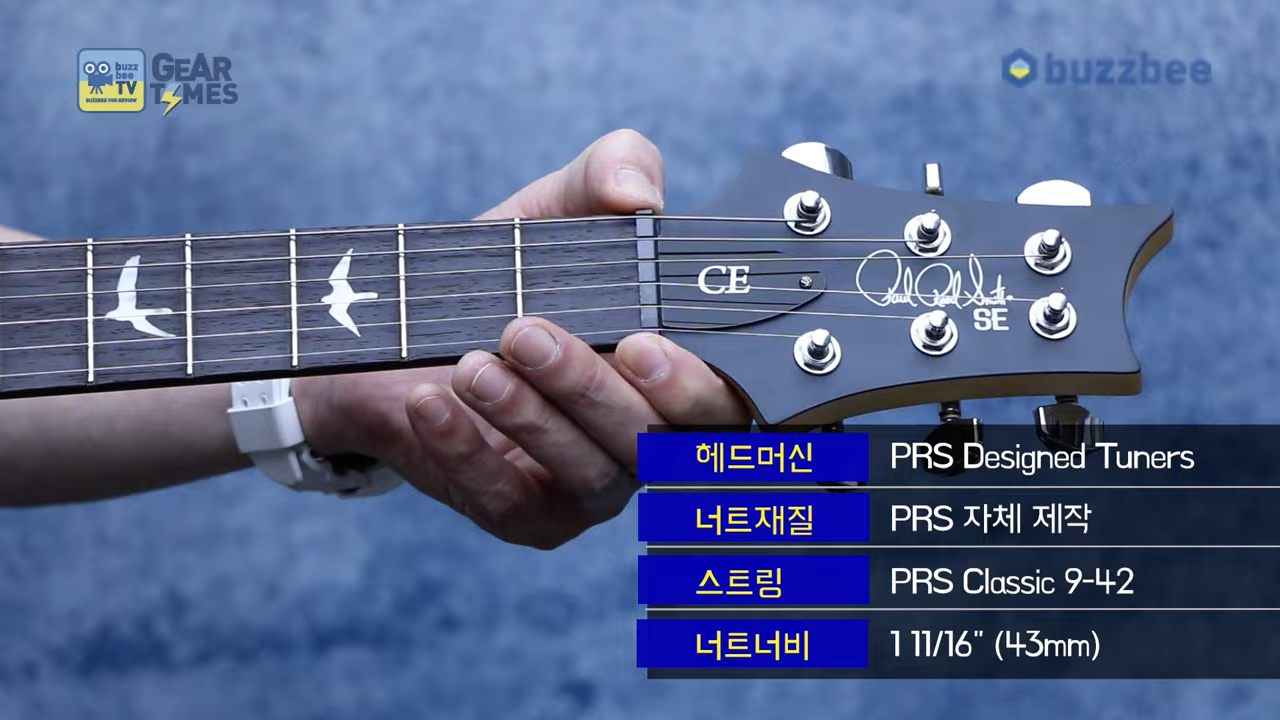 buzz
bee
TV
BUZZBEE VOD REVIEW
GEAR
TIMES
buzzbee
CE
Paul Reed Smith
SE
헤드머신 PRS Designed Tuners
너트재질 PRS 자체 제작
스트링 PRS Classic 9-42
너트너비 1 11/16" (43mm)